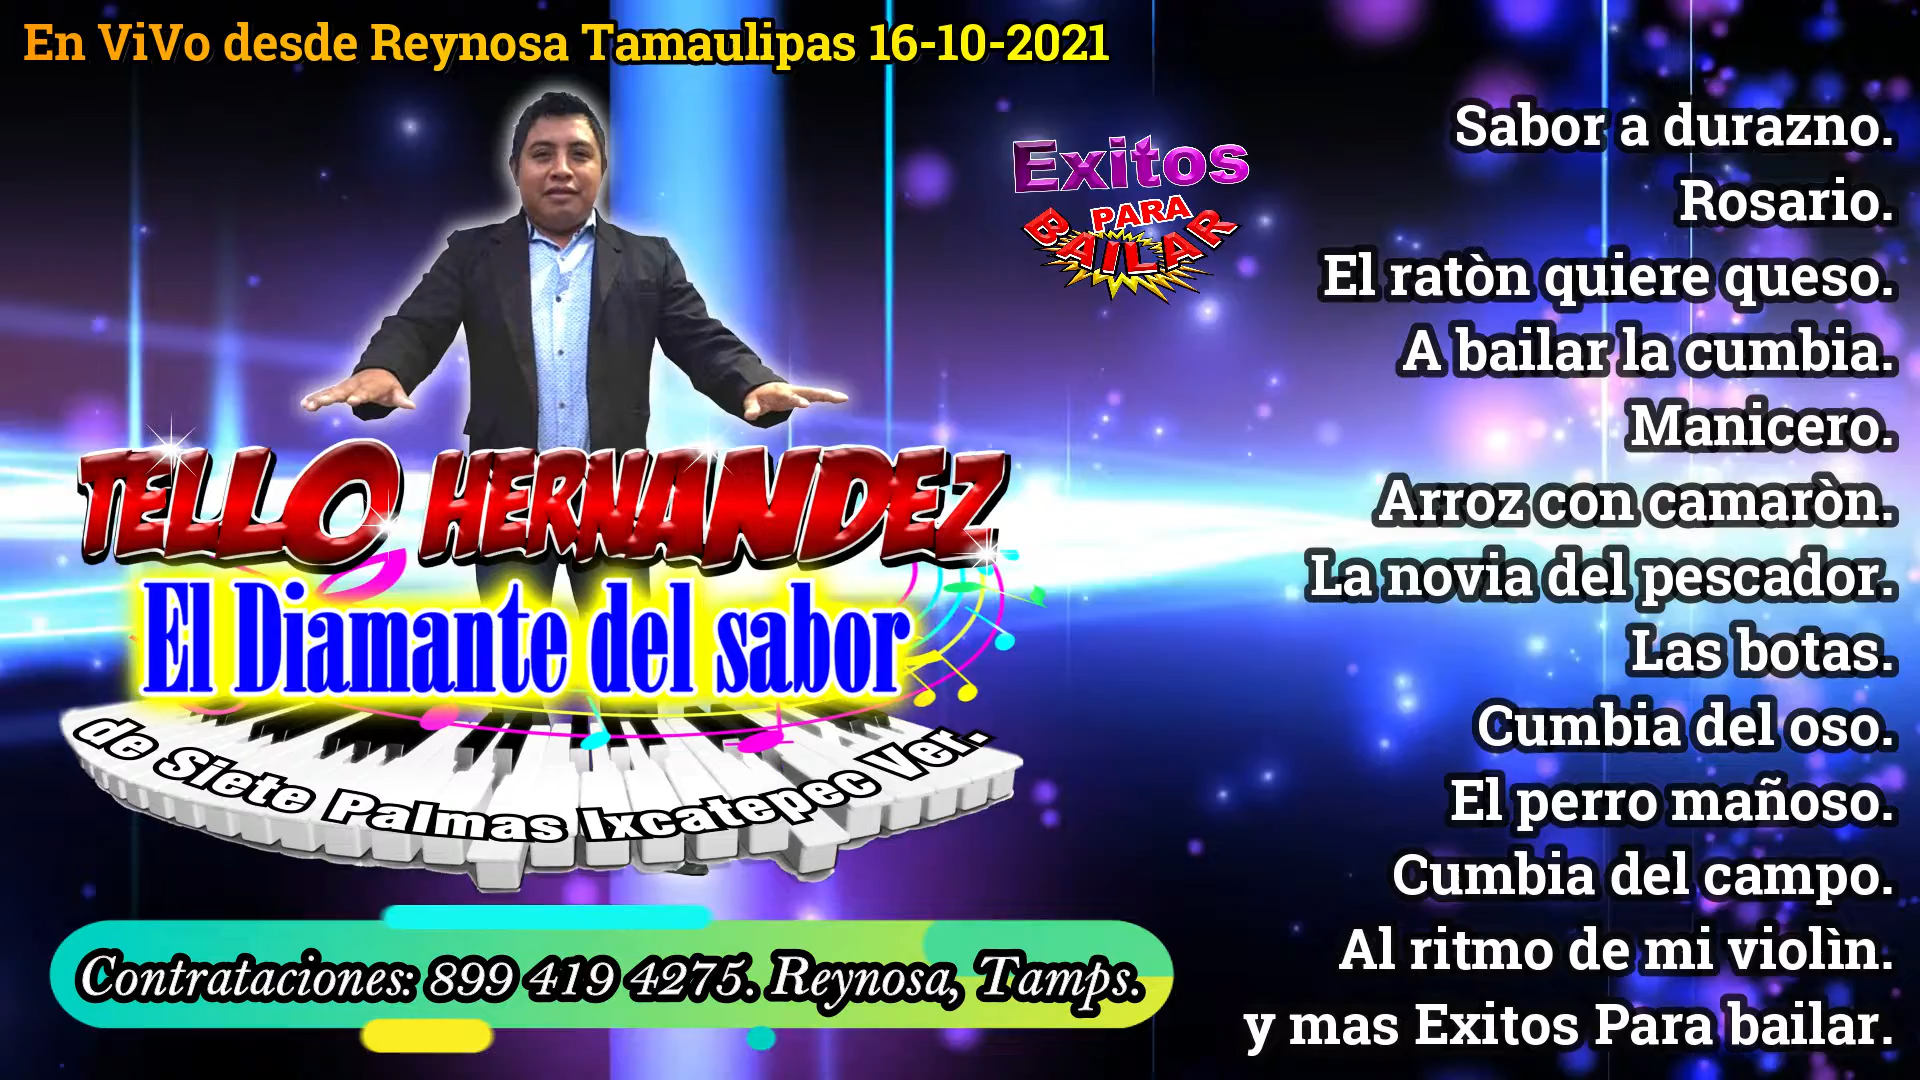 En ViVo desde Reynosa Tamaulipas 16-10-2021
Exitos
PARA
BAILAR
TELLO HERNANDEZ
El Diamante del sabor
de Siete Palmas Ixcatepec Ver.
Contrataciones: 899 419 4275. Reynosa, Tamps.
Sabor a durazno.
Rosario.
El ratòn quiere queso.
A bailar la cumbia.
Manicero.
Arroz con camaròn.
La novia del pescador.
Las botas.
Cumbia del oso.
El perro mañoso.
Cumbia del campo.
Al ritmo de mi violìn.
y mas Exitos Para bailar.